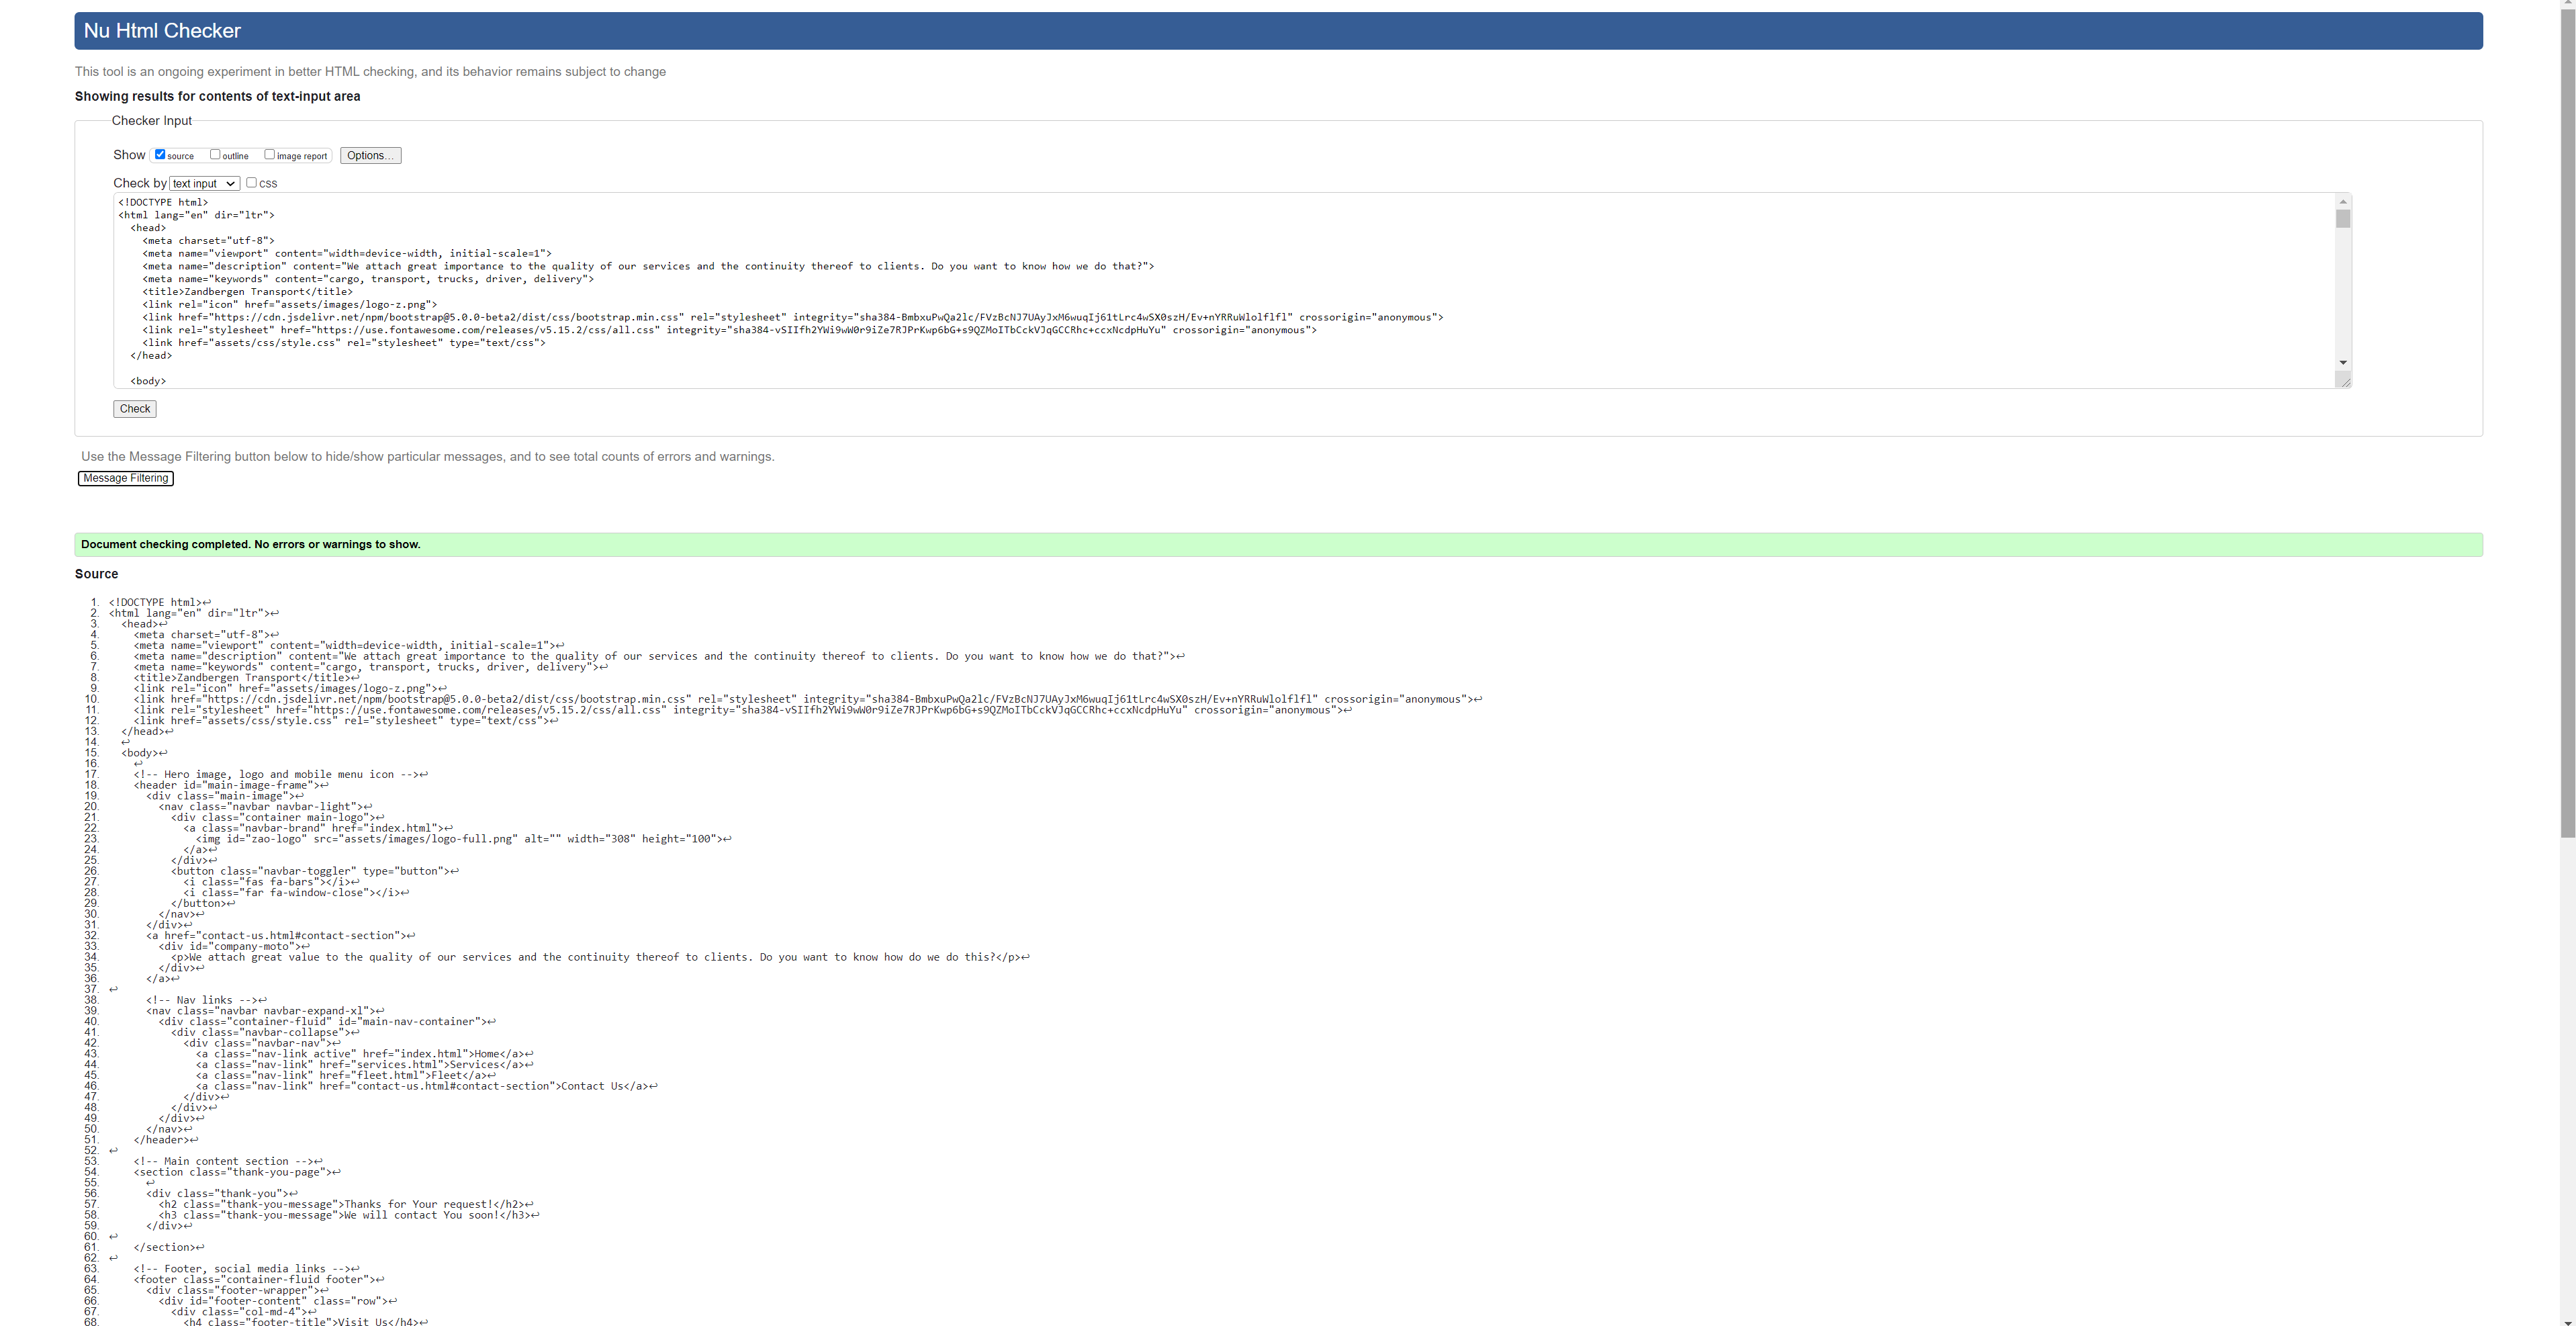 Nu Html Checker
This tool is an ongoing experiment in better HTML checking, and its behavior remains subject to change
Showing results for contents of text-input area
Checker Input
Show source outline image report Options...
Check by text input css
<!DOCTYPE html>
<html lang="en" dir="ltr">
<head>
<meta charset="utf-8">
<meta name="viewport" content="width=device-width, initial-scale=1">
<meta name="description" content="We attach great importance to the quality of our services and the continuity thereof to clients. Do you want to know how we do that?">
<meta name="keywords" content="cargo, transport, trucks, driver, delivery">
<title>Zandbergen Transport</title>
<link rel="icon" href="assets/images/logo-z.png">
<link href="https://cdn.jsdelivr.net/npm/bootstrap@5.0.0-beta2/dist/css/bootstrap.min.css" rel="stylesheet" integrity="sha384-BmbxuPwQa2lc/FVzBcNJ7UAyJxM6wuqIj61tLrc4wSX0szH/Ev+nYRRuWlolflfl" crossorigin="anonymous">
<link rel="stylesheet" href="https://use.fontawesome.com/releases/v5.15.2/css/all.css" integrity="sha384-vSIIfh2YWi9wW0r9iZe7RJPrKwp6bG+s9QZMoITbCckVJqGCCRhc+ccxNcdpHuYu" crossorigin="anonymous">
<link href="assets/css/style.css" rel="stylesheet" type="text/css">
</head>
<body>
Check
Use the Message Filtering button below to hide/show particular messages, and to see total counts of errors and warnings.
Message Filtering
Document checking completed. No errors or warnings to show.
Source
1. <!DOCTYPE html>↩
2. <html lang="en" dir="ltr">↩
3. <head>↩
4. <meta charset="utf-8">↩
5. <meta name="viewport" content="width=device-width, initial-scale=1">↩
6. <meta name="description" content="We attach great importance to the quality of our services and the continuity thereof to clients. Do you want to know how we do that?">↩
7. <meta name="keywords" content="cargo, transport, trucks, driver, delivery">↩
8. <title>Zandbergen Transport</title>↩
9. <link rel="icon" href="assets/images/logo-z.png">↩
10. <link href="https://cdn.jsdelivr.net/npm/bootstrap@5.0.0-beta2/dist/css/bootstrap.min.css" rel="stylesheet" integrity="sha384-BmbxuPwQa2lc/FVzBcNJ7UAyJxM6wuqIj61tLrc4wSX0szH/Ev+nYRRuWlolflfl" crossorigin="anonymous">↩
11. <link rel="stylesheet" href="https://use.fontawesome.com/releases/v5.15.2/css/all.css" integrity="sha384-vSIIfh2YWi9wW0r9iZe7RJPrKwp6bG+s9QZMoITbCckVJqGCCRhc+ccxNcdpHuYu" crossorigin="anonymous">↩
12. <link href="assets/css/style.css" rel="stylesheet" type="text/css">↩
13. </head>↩
14. ↩
15. <body>↩
16. ↩
17. <!-- Hero image, logo and mobile menu icon -->↩
18. <header id="main-image-frame">↩
19. <div class="main-image">↩
20. <nav class="navbar navbar-light">↩
21. <div class="container main-logo">↩
22. <a class="navbar-brand" href="index.html">↩
23. <img id="zao-logo" src="assets/images/logo-full.png" alt="" width="308" height="100">↩
24. </a>↩
25. </div>↩
26. <button class="navbar-toggler" type="button">↩
27. <i class="fas fa-bars"></i>↩
28. <i class="far fa-window-close"></i>↩
29. </button>↩
30. </nav>↩
31. </div>↩
32. <a href="contact-us.html#contact-section">↩
33. <div id="company-moto">↩
34. <p>We attach great value to the quality of our services and the continuity thereof to clients. Do you want to know how do we do this?</p>↩
35. </div>↩
36. </a>↩
37. ↩
38. <!-- Nav links -->↩
39. <nav class="navbar navbar-expand-xl">↩
40. <div class="container-fluid" id="main-nav-container">↩
41. <div class="navbar-collapse">↩
42. <div class="navbar-nav">↩
43. <a class="nav-link active" href="index.html">Home</a>↩
44. <a class="nav-link" href="services.html">Services</a>↩
45. <a class="nav-link" href="fleet.html">Fleet</a>↩
46. <a class="nav-link" href="contact-us.html#contact-section">Contact Us</a>↩
47. </div>↩
48. </div>↩
49. </div>↩
50. </nav>↩
51. </header>↩
52. ↩
53. <!-- Main content section -->↩
54. <section class="thank-you-page">↩
55. ↩
56. <div class="thank-you">↩
57. <h2 class="thank-you-message">Thanks for Your request!</h2>↩
58. <h3 class="thank-you-message">We will contact You soon!</h3>↩
59. </div>↩
60. ↩
61. </section>↩
62. ↩
63. <!-- Footer, social media links -->↩
64. <footer class="container-fluid footer">↩
65. <div class="footer-wrapper">↩
66. <div id="footer-content" class="row">↩
67. <div class="col-md-4">↩
68. <h4 class="footer-title">Visit Us</h4>↩